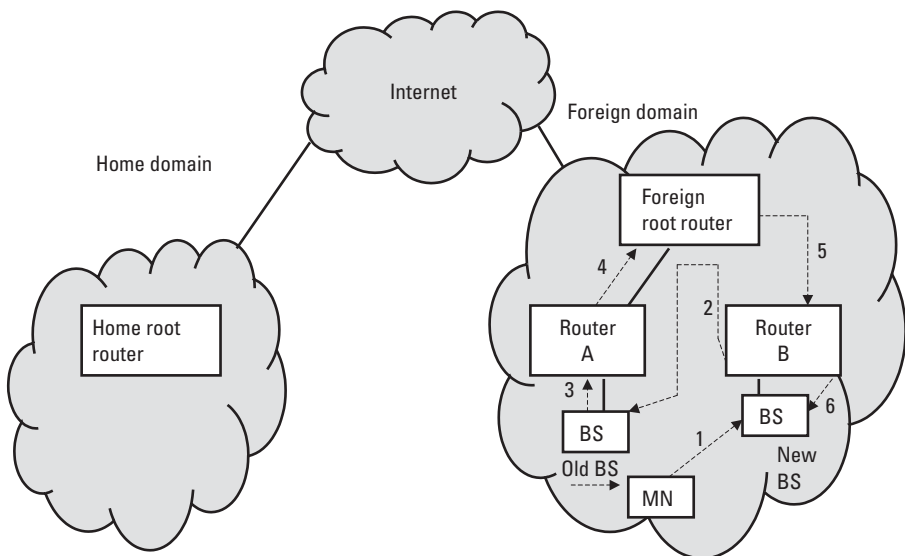 Internet
Foreign domain
Home domain
Foreign
root router
4
5
2
Home root
router
Router
A
Router
B
3
6
BS
1
BS
Old BS
New
BS
MN